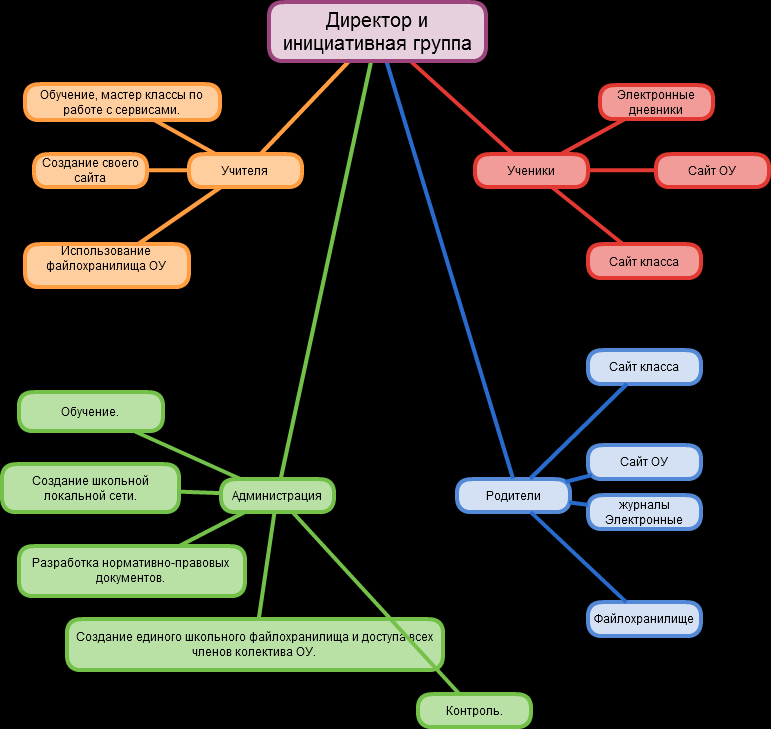 Директор и
инициативная группа
Обучение, мастер классы по
работе с сервисами.
Создание своего
сайта
Учителя
Использование
файлохранилища ОУ
Электронные
дневники
Ученики
Сайт ОУ
Сайт класса
Обучение.
Создание школьной
локальной сети.
Администрация
Разработка нормативно-правовых
документов.
Создание единого школьного файлохранилища и доступа всех
членов колектива ОУ.
Контроль.
Сайт класса
Сайт ОУ
Родители
журналы
Электронные
Файлохранилище